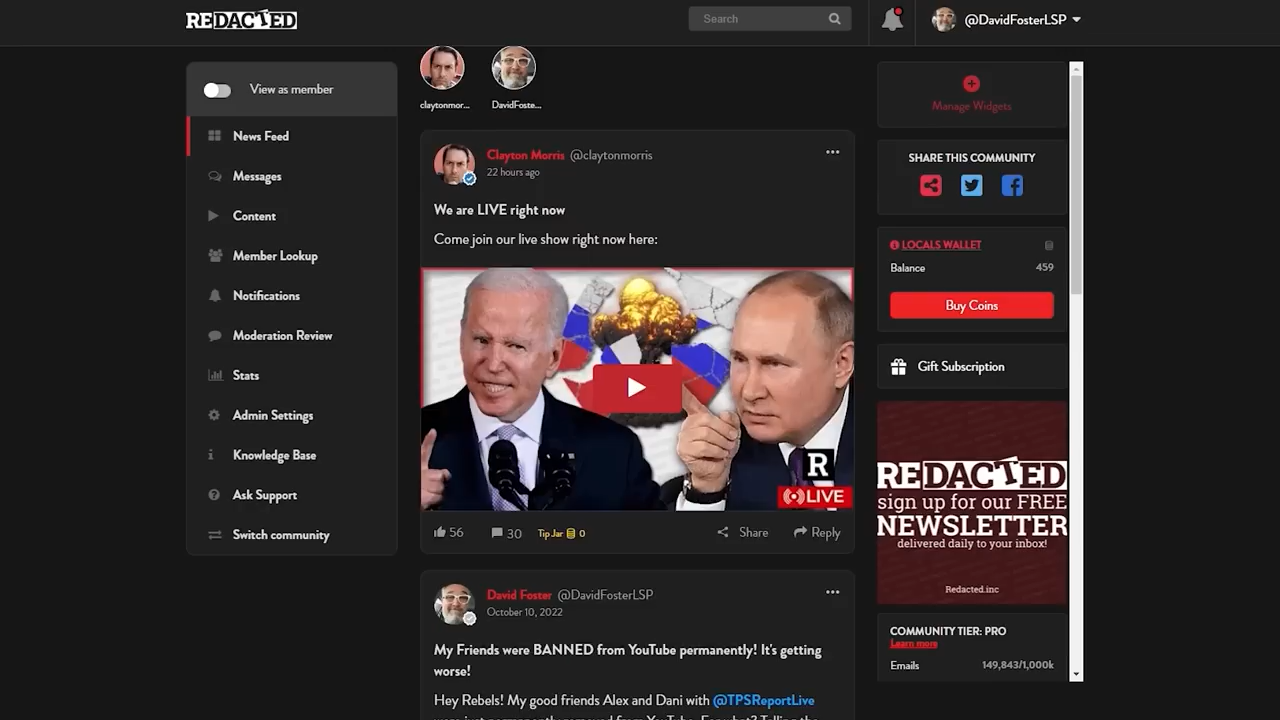 REDACTED
Search
@DavidFosterLSP
View as member
News Feed
Messages
Content
Member Lookup
Notifications
Moderation Review
Stats
Admin Settings
Knowledge Base
Ask Support
Switch community
claytonmor...
DavidFoste...
Clayton Morris @claytonmorris
22 hours ago
We are LIVE right now
Come join our live show right now here:
R
LIVE
56
30
Tip Jar 0
Share
Reply
David Foster @DavidFosterLSP
October 10, 2022
My Friends were BANNED from YouTube permanently! It's getting
worse!
Hey Rebels! My good friends Alex and Dani with @TPSReportLive
Manage Widgets
SHARE THIS COMMUNITY
LOCALS WALLET
Balance 459
Buy Coins
Gift Subscription
REDACTED
sign up for our FREE
NEWSLETTER
delivered daily to your inbox!
Redacted.inc
COMMUNITY TIER: PRO
Learn more
Emails 149,843/1,000k